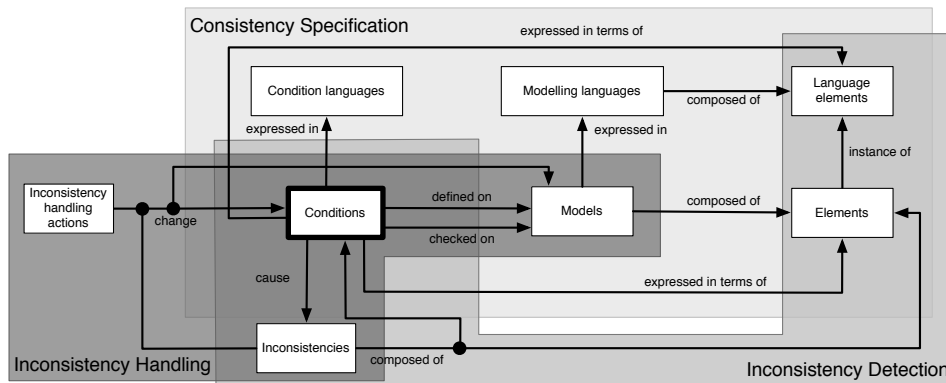 Consistency Specification
expressed in terms of
Condition languages
Modelling languages
Language
elements
composed of
expressed in
expressed in
instance of
Inconsistency
handling
actions
change
Conditions
defined on
checked on
Models
composed of
Elements
cause
expressed in terms of
Inconsistencies
composed of
Inconsistency Handling
Inconsistency Detection